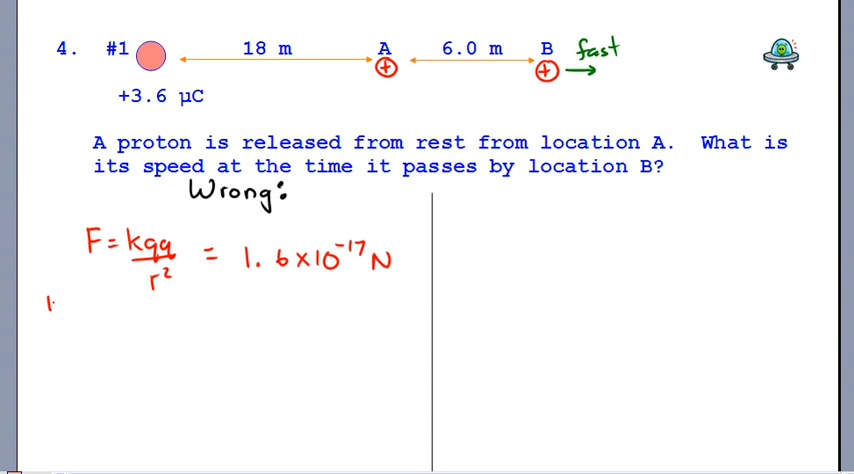 4. #1 18 m A 6.0 m B fast
+ +
+3.6 µC
A proton is released from rest from location A. What is
its speed at the time it passes by location B?
Wrong:
F = kqq/r² = 1.6×10⁻¹⁷ N